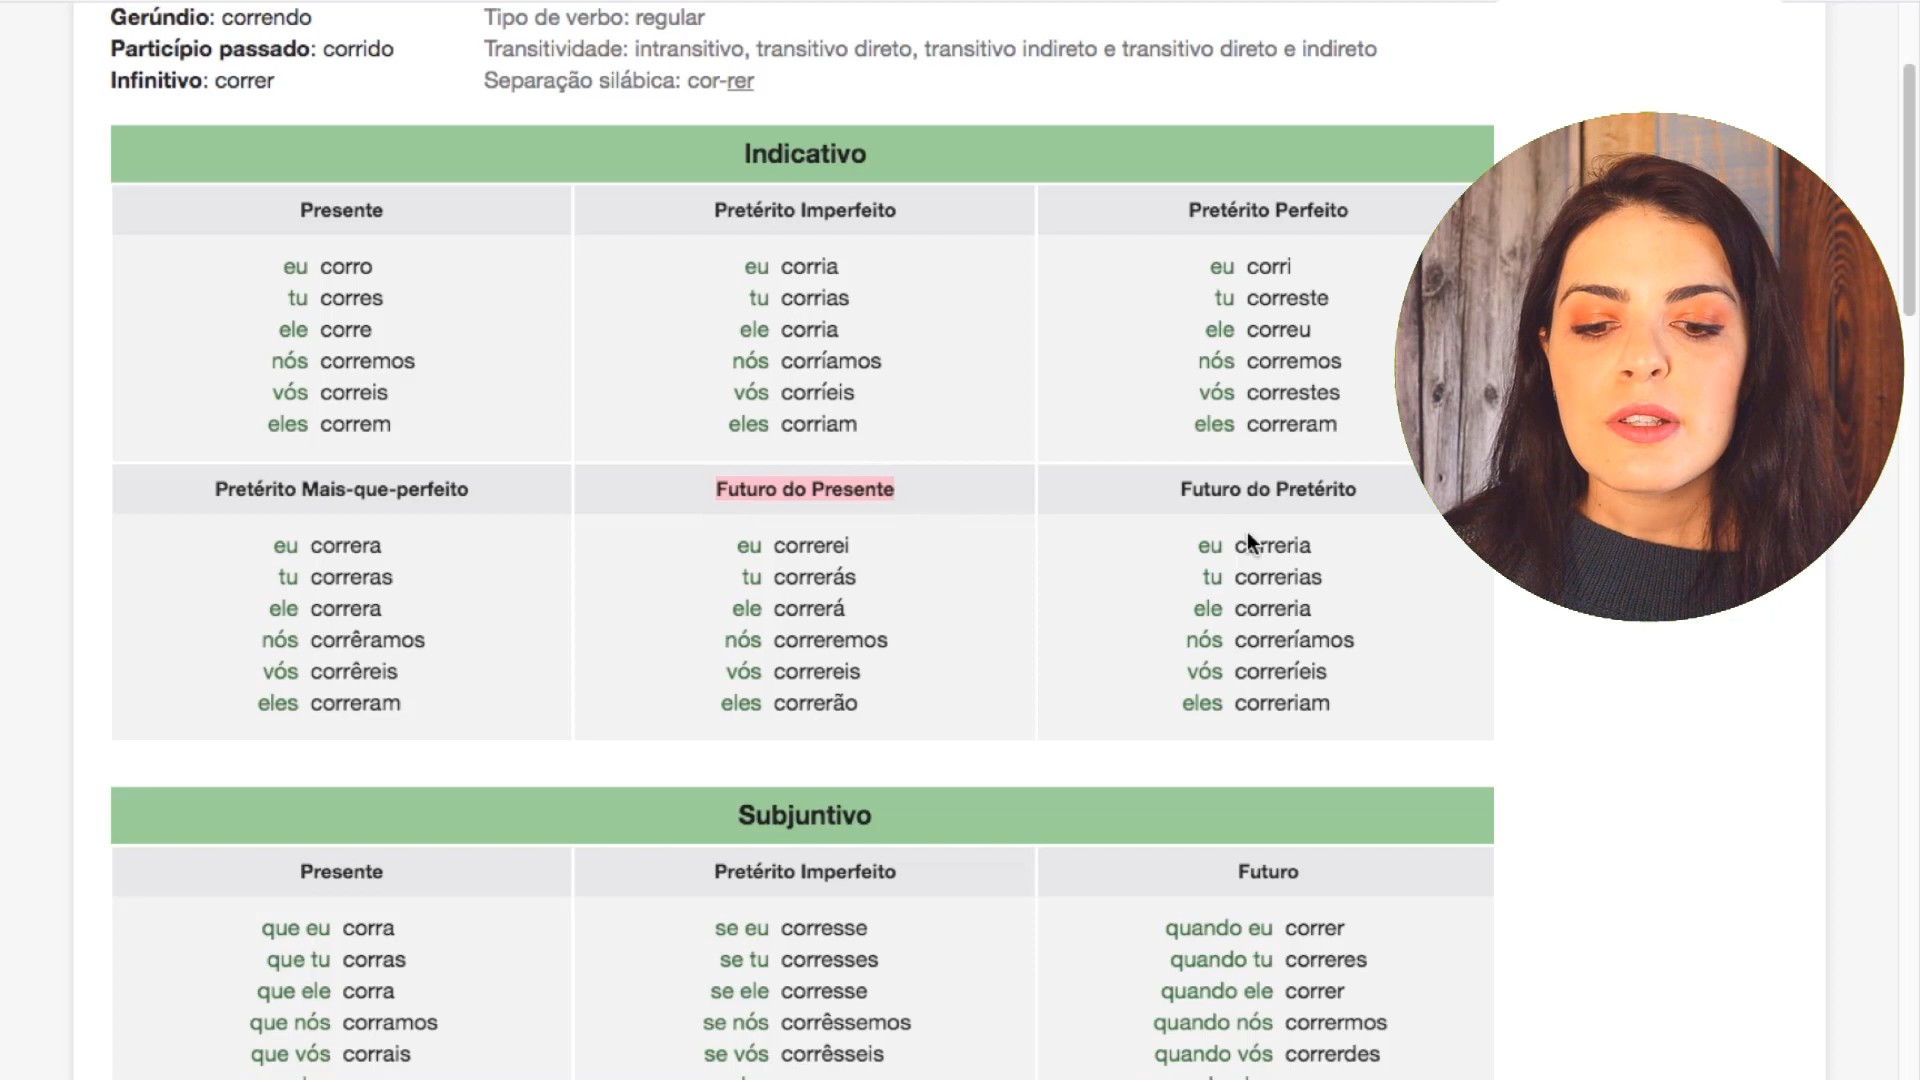 Gerúndio: correndo
Tipo de verbo: regular
Particípio passado: corrido
Transitividade: intransitivo, transitivo direto, transitivo indireto e transitivo direto e indireto
Infinitivo: correr
Separação silábica: cor-rer
Indicativo
Presente
eu corro
tu corres
ele corre
nós corremos
vós correis
eles correm
Pretérito Imperfeito
eu corria
tu corrias
ele corria
nós corríamos
vós corríeis
eles corriam
Pretérito Perfeito
eu corri
tu correste
ele correu
nós corremos
vós correstes
eles correram
Pretérito Mais-que-perfeito
eu correra
tu correras
ele correra
nós corrêramos
vós corrêreis
eles correram
Futuro do Presente
eu correrei
tu correrás
ele correrá
nós correremos
vós correreis
eles correrão
Futuro do Pretérito
eu correria
tu correrias
ele correria
nós correríamos
vós correríeis
eles correriam
Subjuntivo
Presente
que eu corra
que tu corras
que ele corra
que nós corramos
que vós corrais
Pretérito Imperfeito
se eu corresse
se tu corresses
se ele corresse
se nós corrêssemos
se vós corrêsseis
Futuro
quando eu correr
quando tu correres
quando ele correr
quando nós corrermos
quando vós correrdes